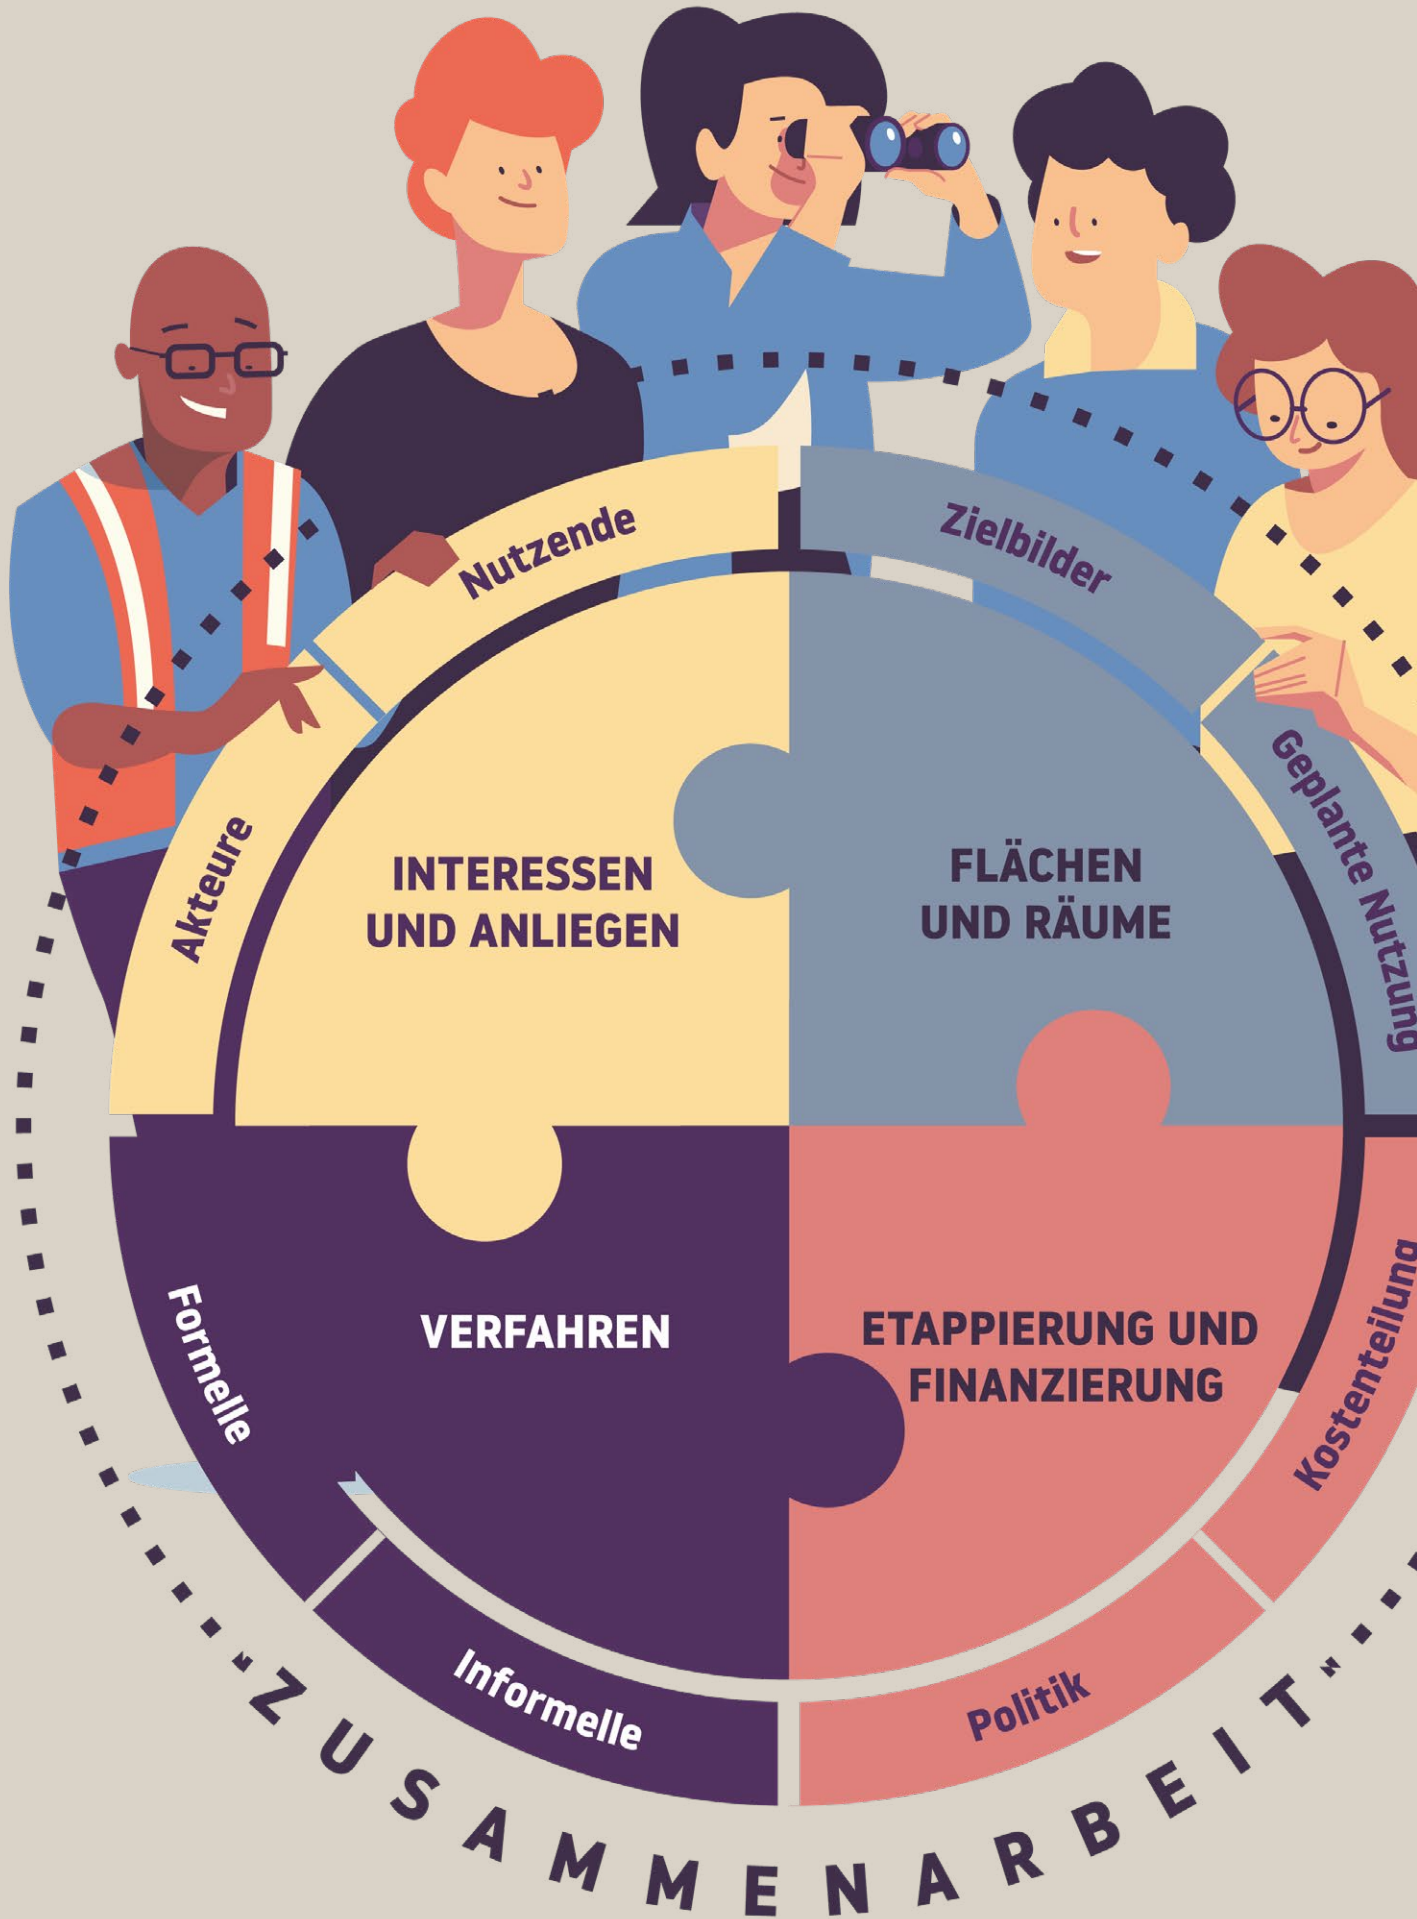 Nutzende
Zielbilder
Akteure
Geplante Nutzung
INTERESSEN
UND ANLIEGEN
FLÄCHEN
UND RÄUME
VERFAHREN
ETAPPIERUNG UND
FINANZIERUNG
Formelle
Kostenteilung
Informelle
Politik
ZUSAMMENARBEIT